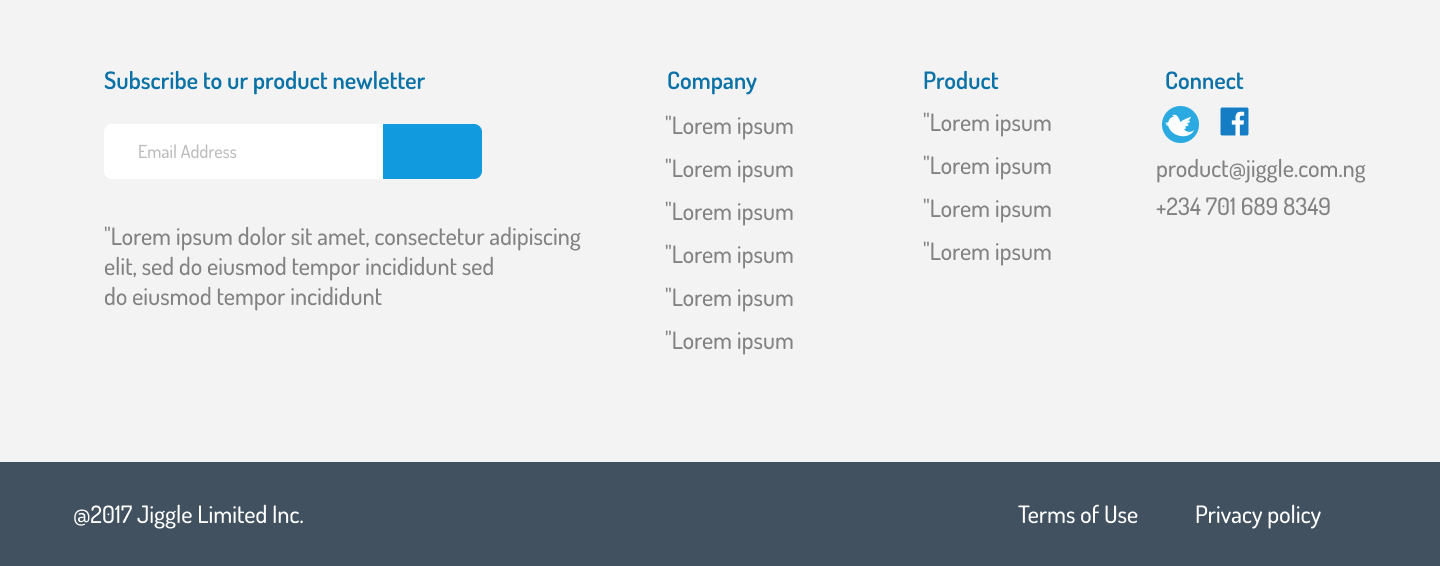 Subscribe to ur product newletter
Email Address
"Lorem ipsum dolor sit amet, consectetur adipiscing
elit, sed do eiusmod tempor incididunt sed
do eiusmod tempor incididunt
Company
"Lorem ipsum
"Lorem ipsum
"Lorem ipsum
"Lorem ipsum
"Lorem ipsum
"Lorem ipsum
Product
"Lorem ipsum
"Lorem ipsum
"Lorem ipsum
"Lorem ipsum
Connect
product@jiggle.com.ng
+234 701 689 8349
@2017 Jiggle Limited Inc.
Terms of Use
Privacy policy